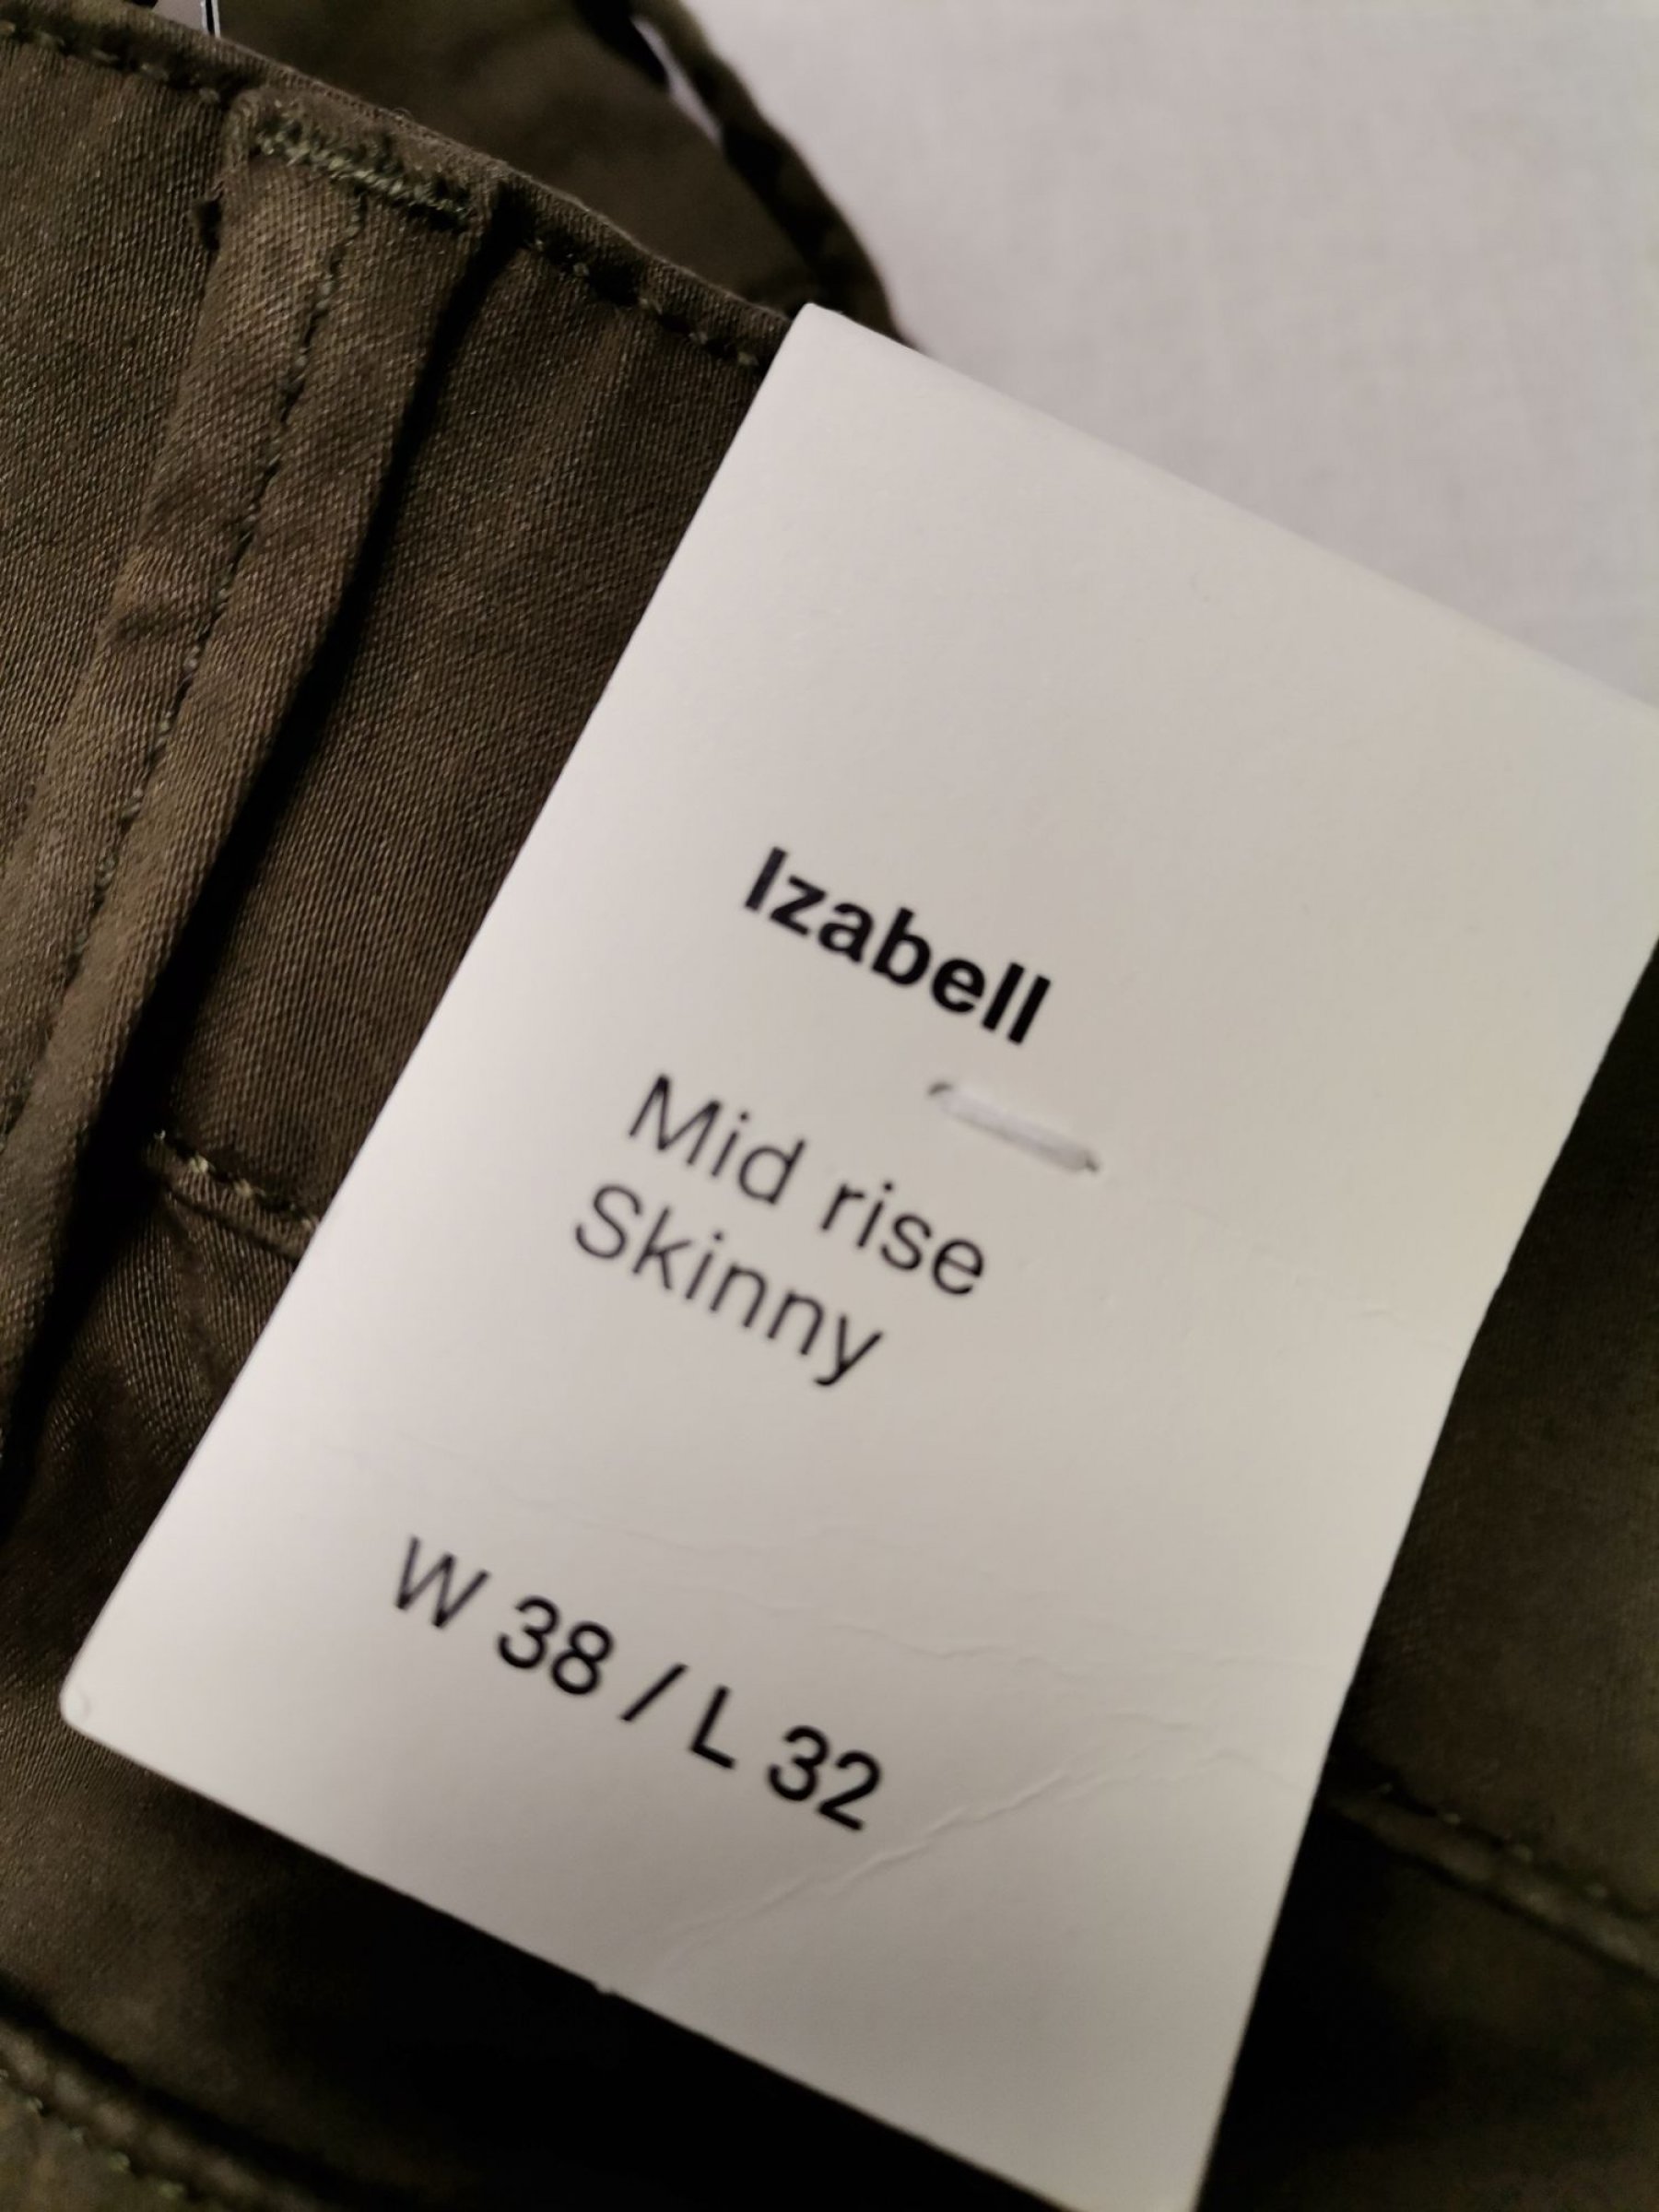 Izabell
Mid rise
Skinny
W 38 / L 32